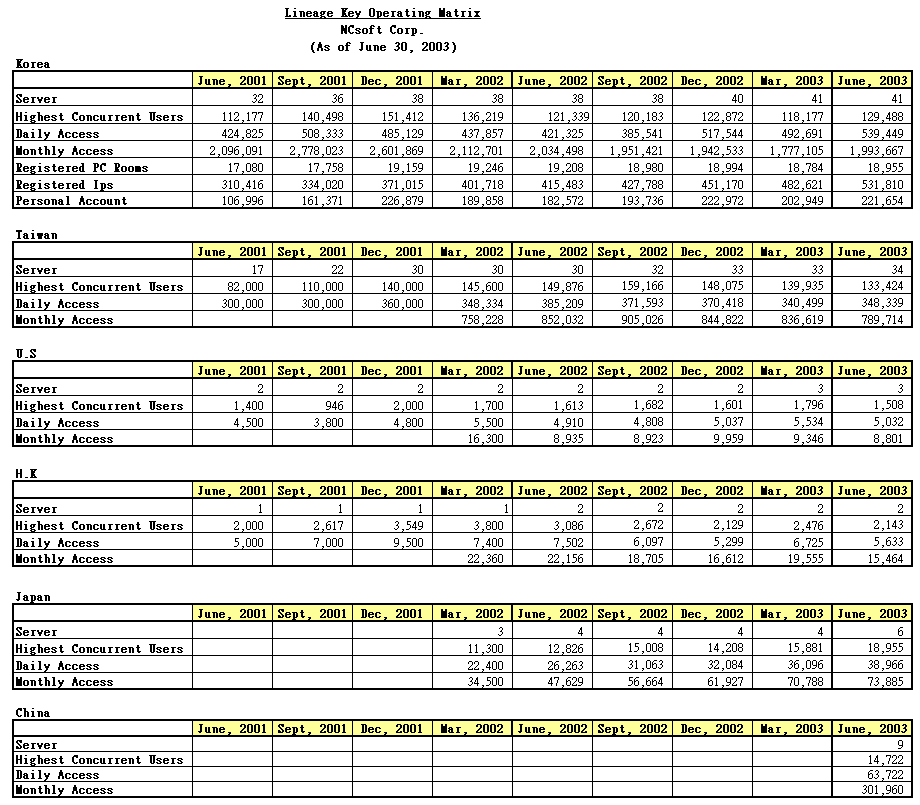 Lineage Key Operating Matrix
NCsoft Corp.
(As of June 30, 2003)
Korea
June, 2001 Sept, 2001 Dec, 2001 Mar, 2002 June, 2002 Sept, 2002 Dec, 2002 Mar, 2003 June, 2003
Server 32 36 38 38 38 38 40 41 41
Highest Concurrent Users 112,177 140,498 151,412 136,219 121,339 120,183 122,872 118,177 129,488
Daily Access 424,825 508,333 485,129 437,857 421,325 385,541 517,544 492,691 539,449
Monthly Access 2,096,091 2,778,023 2,601,869 2,112,701 2,034,498 1,951,421 1,942,533 1,777,105 1,993,667
Registered PC Rooms 17,080 17,758 19,159 19,246 19,208 18,980 18,994 18,784 18,955
Registered Ips 310,416 334,020 371,015 401,718 415,483 427,788 451,170 482,621 531,810
Personal Account 106,996 161,371 226,879 189,858 182,572 193,736 222,972 202,949 221,654
Taiwan
June, 2001 Sept, 2001 Dec, 2001 Mar, 2002 June, 2002 Sept, 2002 Dec, 2002 Mar, 2003 June, 2003
Server 17 22 30 30 30 32 33 33 34
Highest Concurrent Users 82,000 110,000 140,000 145,600 149,876 159,166 148,075 139,935 133,424
Daily Access 300,000 300,000 360,000 348,334 385,209 371,593 370,418 340,499 348,339
Monthly Access 758,228 852,032 905,026 844,822 836,619 789,714
U.S
June, 2001 Sept, 2001 Dec, 2001 Mar, 2002 June, 2002 Sept, 2002 Dec, 2002 Mar, 2003 June, 2003
Server 2 2 2 2 2 2 2 3 3
Highest Concurrent Users 1,400 946 2,000 1,700 1,613 1,682 1,601 1,796 1,508
Daily Access 4,500 3,800 4,800 5,500 4,910 4,808 5,037 5,534 5,032
Monthly Access 16,300 8,935 8,923 9,959 9,346 8,801
H.K
June, 2001 Sept, 2001 Dec, 2001 Mar, 2002 June, 2002 Sept, 2002 Dec, 2002 Mar, 2003 June, 2003
Server 1 1 1 1 2 2 2 2 2
Highest Concurrent Users 2,000 2,617 3,549 3,800 3,086 2,672 2,129 2,476 2,143
Daily Access 5,000 7,000 9,500 7,400 7,502 6,097 5,299 6,725 5,633
Monthly Access 22,360 22,156 18,705 16,612 19,555 15,464
Japan
June, 2001 Sept, 2001 Dec, 2001 Mar, 2002 June, 2002 Sept, 2002 Dec, 2002 Mar, 2003 June, 2003
Server 3 4 4 4 4 6
Highest Concurrent Users 11,300 12,826 15,008 14,208 15,881 18,955
Daily Access 22,400 26,263 31,063 32,084 36,096 38,966
Monthly Access 34,500 47,629 56,664 61,927 70,788 73,885
China
June, 2001 Sept, 2001 Dec, 2001 Mar, 2002 June, 2002 Sept, 2002 Dec, 2002 Mar, 2003 June, 2003
Server 9
Highest Concurrent Users 14,722
Daily Access 63,722
Monthly Access 301,960